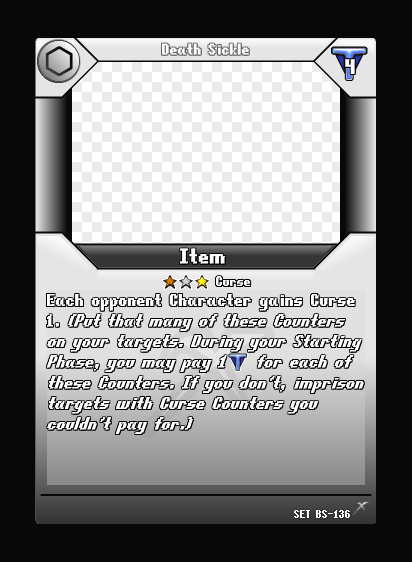 Death Sickle
4
Item
Curse
Each opponent Character gains Curse
1. (Put that many of these Counters
on your targets. During your Starting
Phase, you may pay 1 for each of
these Counters. If you don't, imprison
targets with Curse Counters you
couldn't pay for.)
SET BS-136